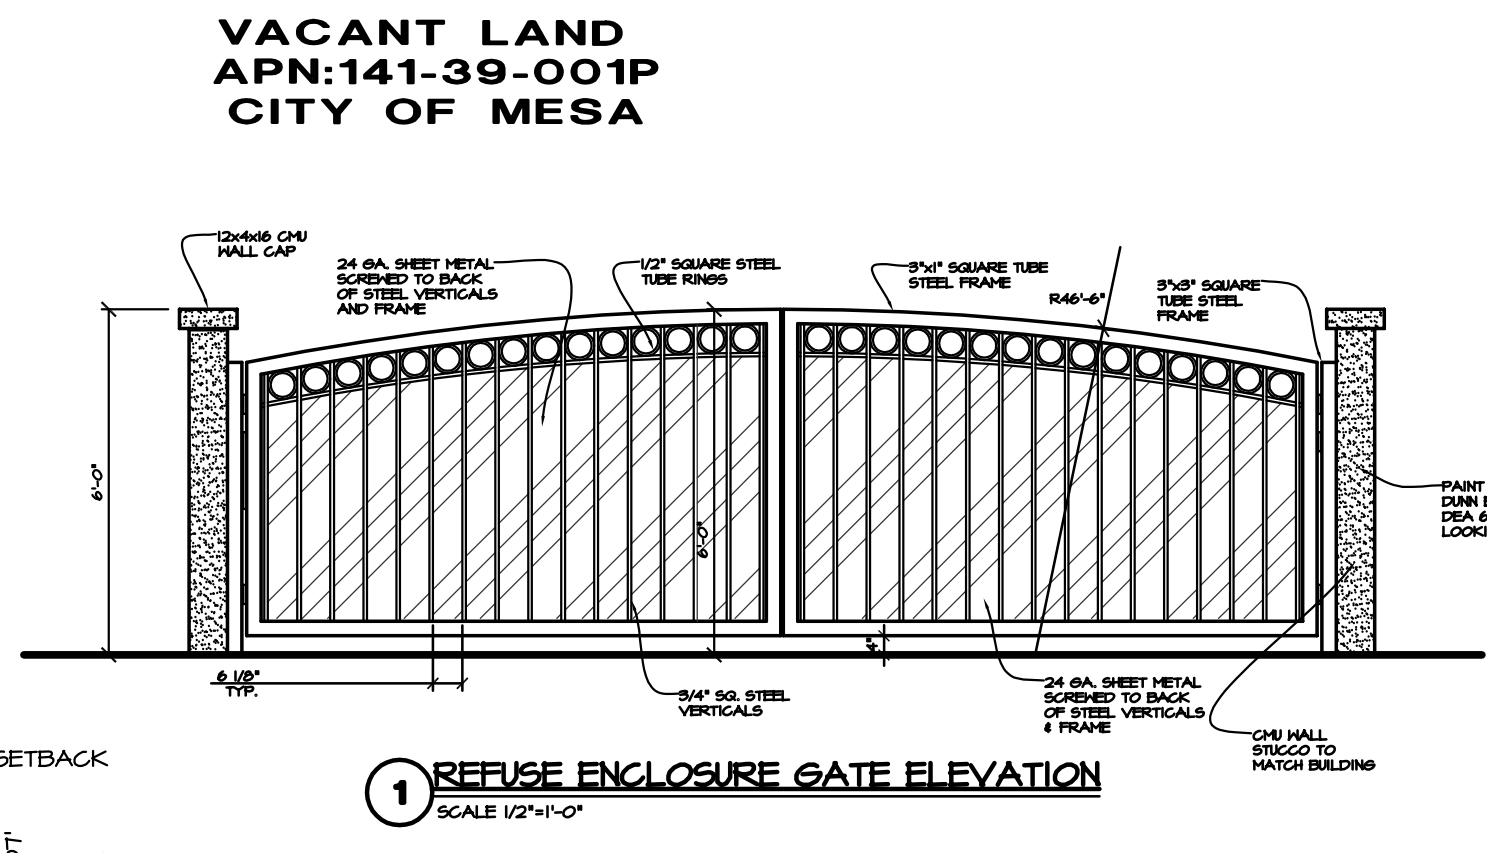 VACANT LAND
APN:141-39-001P
CITY OF MESA
12x4x16 CMU
WALL CAP
24 GA. SHEET METAL
SCREWED TO BACK
OF STEEL VERTICALS
AND FRAME
1/2" SQUARE STEEL
TUBE RINGS
3"x1" SQUARE TUBE
STEEL FRAME
R46'-6"
3"x3" SQUARE
TUBE STEEL
FRAME
6'-0"
6'-0"
PAINT
DUNN E
DEA 6
LOOKI
4"
6 1/8"
TYP.
3/4" SQ. STEEL
VERTICALS
24 GA. SHEET METAL
SCREWED TO BACK
OF STEEL VERTICALS
& FRAME
CMU WALL
STUCCO TO
MATCH BUILDING
SETBACK
1 REFUSE ENCLOSURE GATE ELEVATION
SCALE 1/2"=1'-0"